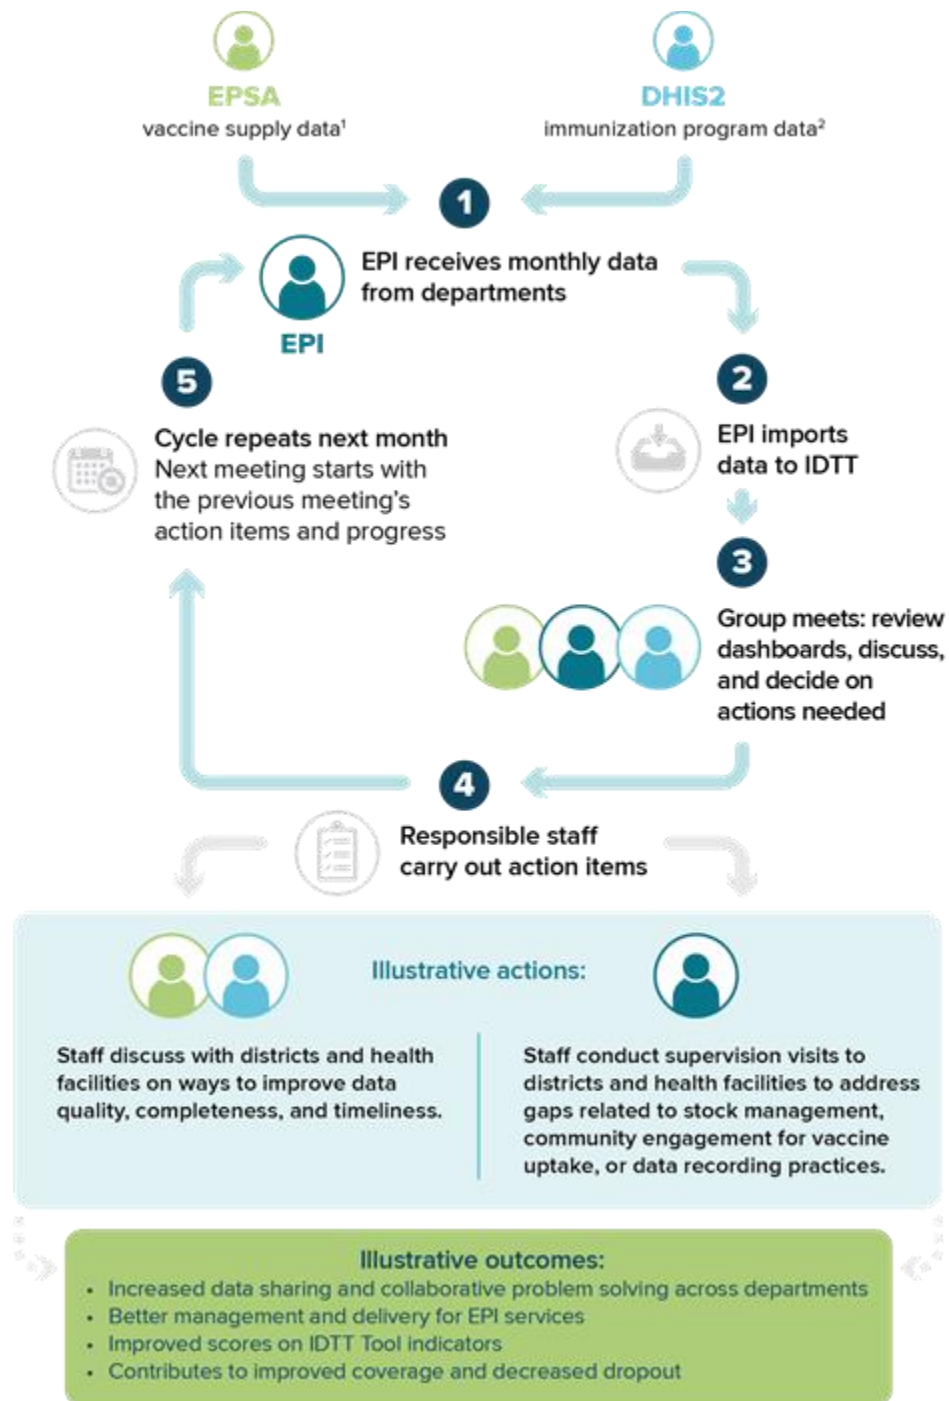 EPSA
vaccine supply data¹
DHIS2
immunization program data²
1
EPI receives monthly data
from departments
EPI
2
EPI imports
data to IDTT
3
Group meets: review
dashboards, discuss,
and decide on
actions needed
4
Responsible staff
carry out action items
5
Cycle repeats next month
Next meeting starts with
the previous meeting's
action items and progress
Illustrative actions:
Staff discuss with districts and health
facilities on ways to improve data
quality, completeness, and timeliness.
Staff conduct supervision visits to
districts and health facilities to address
gaps related to stock management,
community engagement for vaccine
uptake, or data recording practices.
Illustrative outcomes:
• Increased data sharing and collaborative problem solving across departments
• Better management and delivery for EPI services
• Improved scores on IDTT Tool indicators
• Contributes to improved coverage and decreased dropout